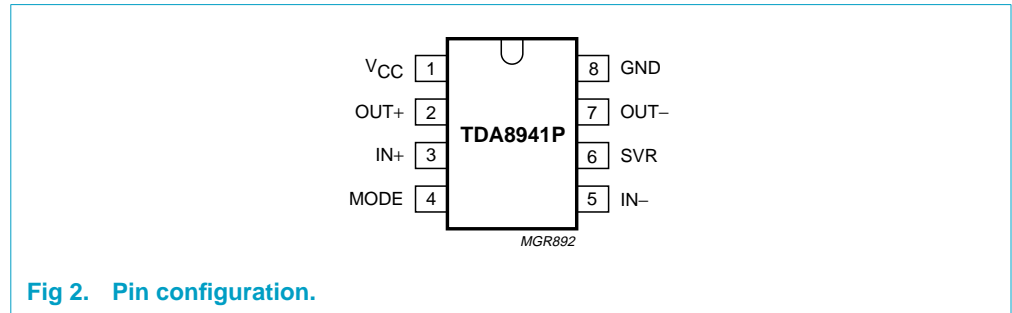 VCC 1 8 GND
OUT+ 2 7 OUT−
TDA8941P
IN+ 3 6 SVR
MODE 4 5 IN−
MGR892
Fig 2. Pin configuration.